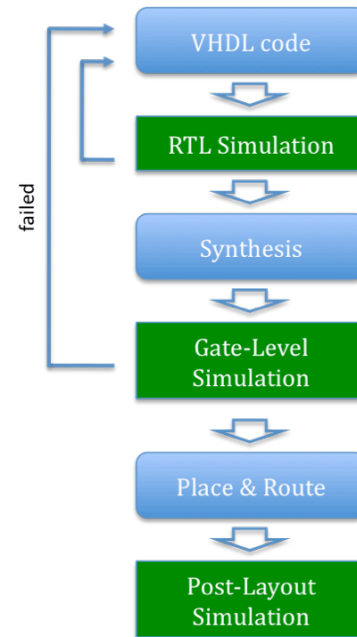 VHDL code
RTL Simulation
failed
Synthesis
Gate-Level
Simulation
Place & Route
Post-Layout
Simulation